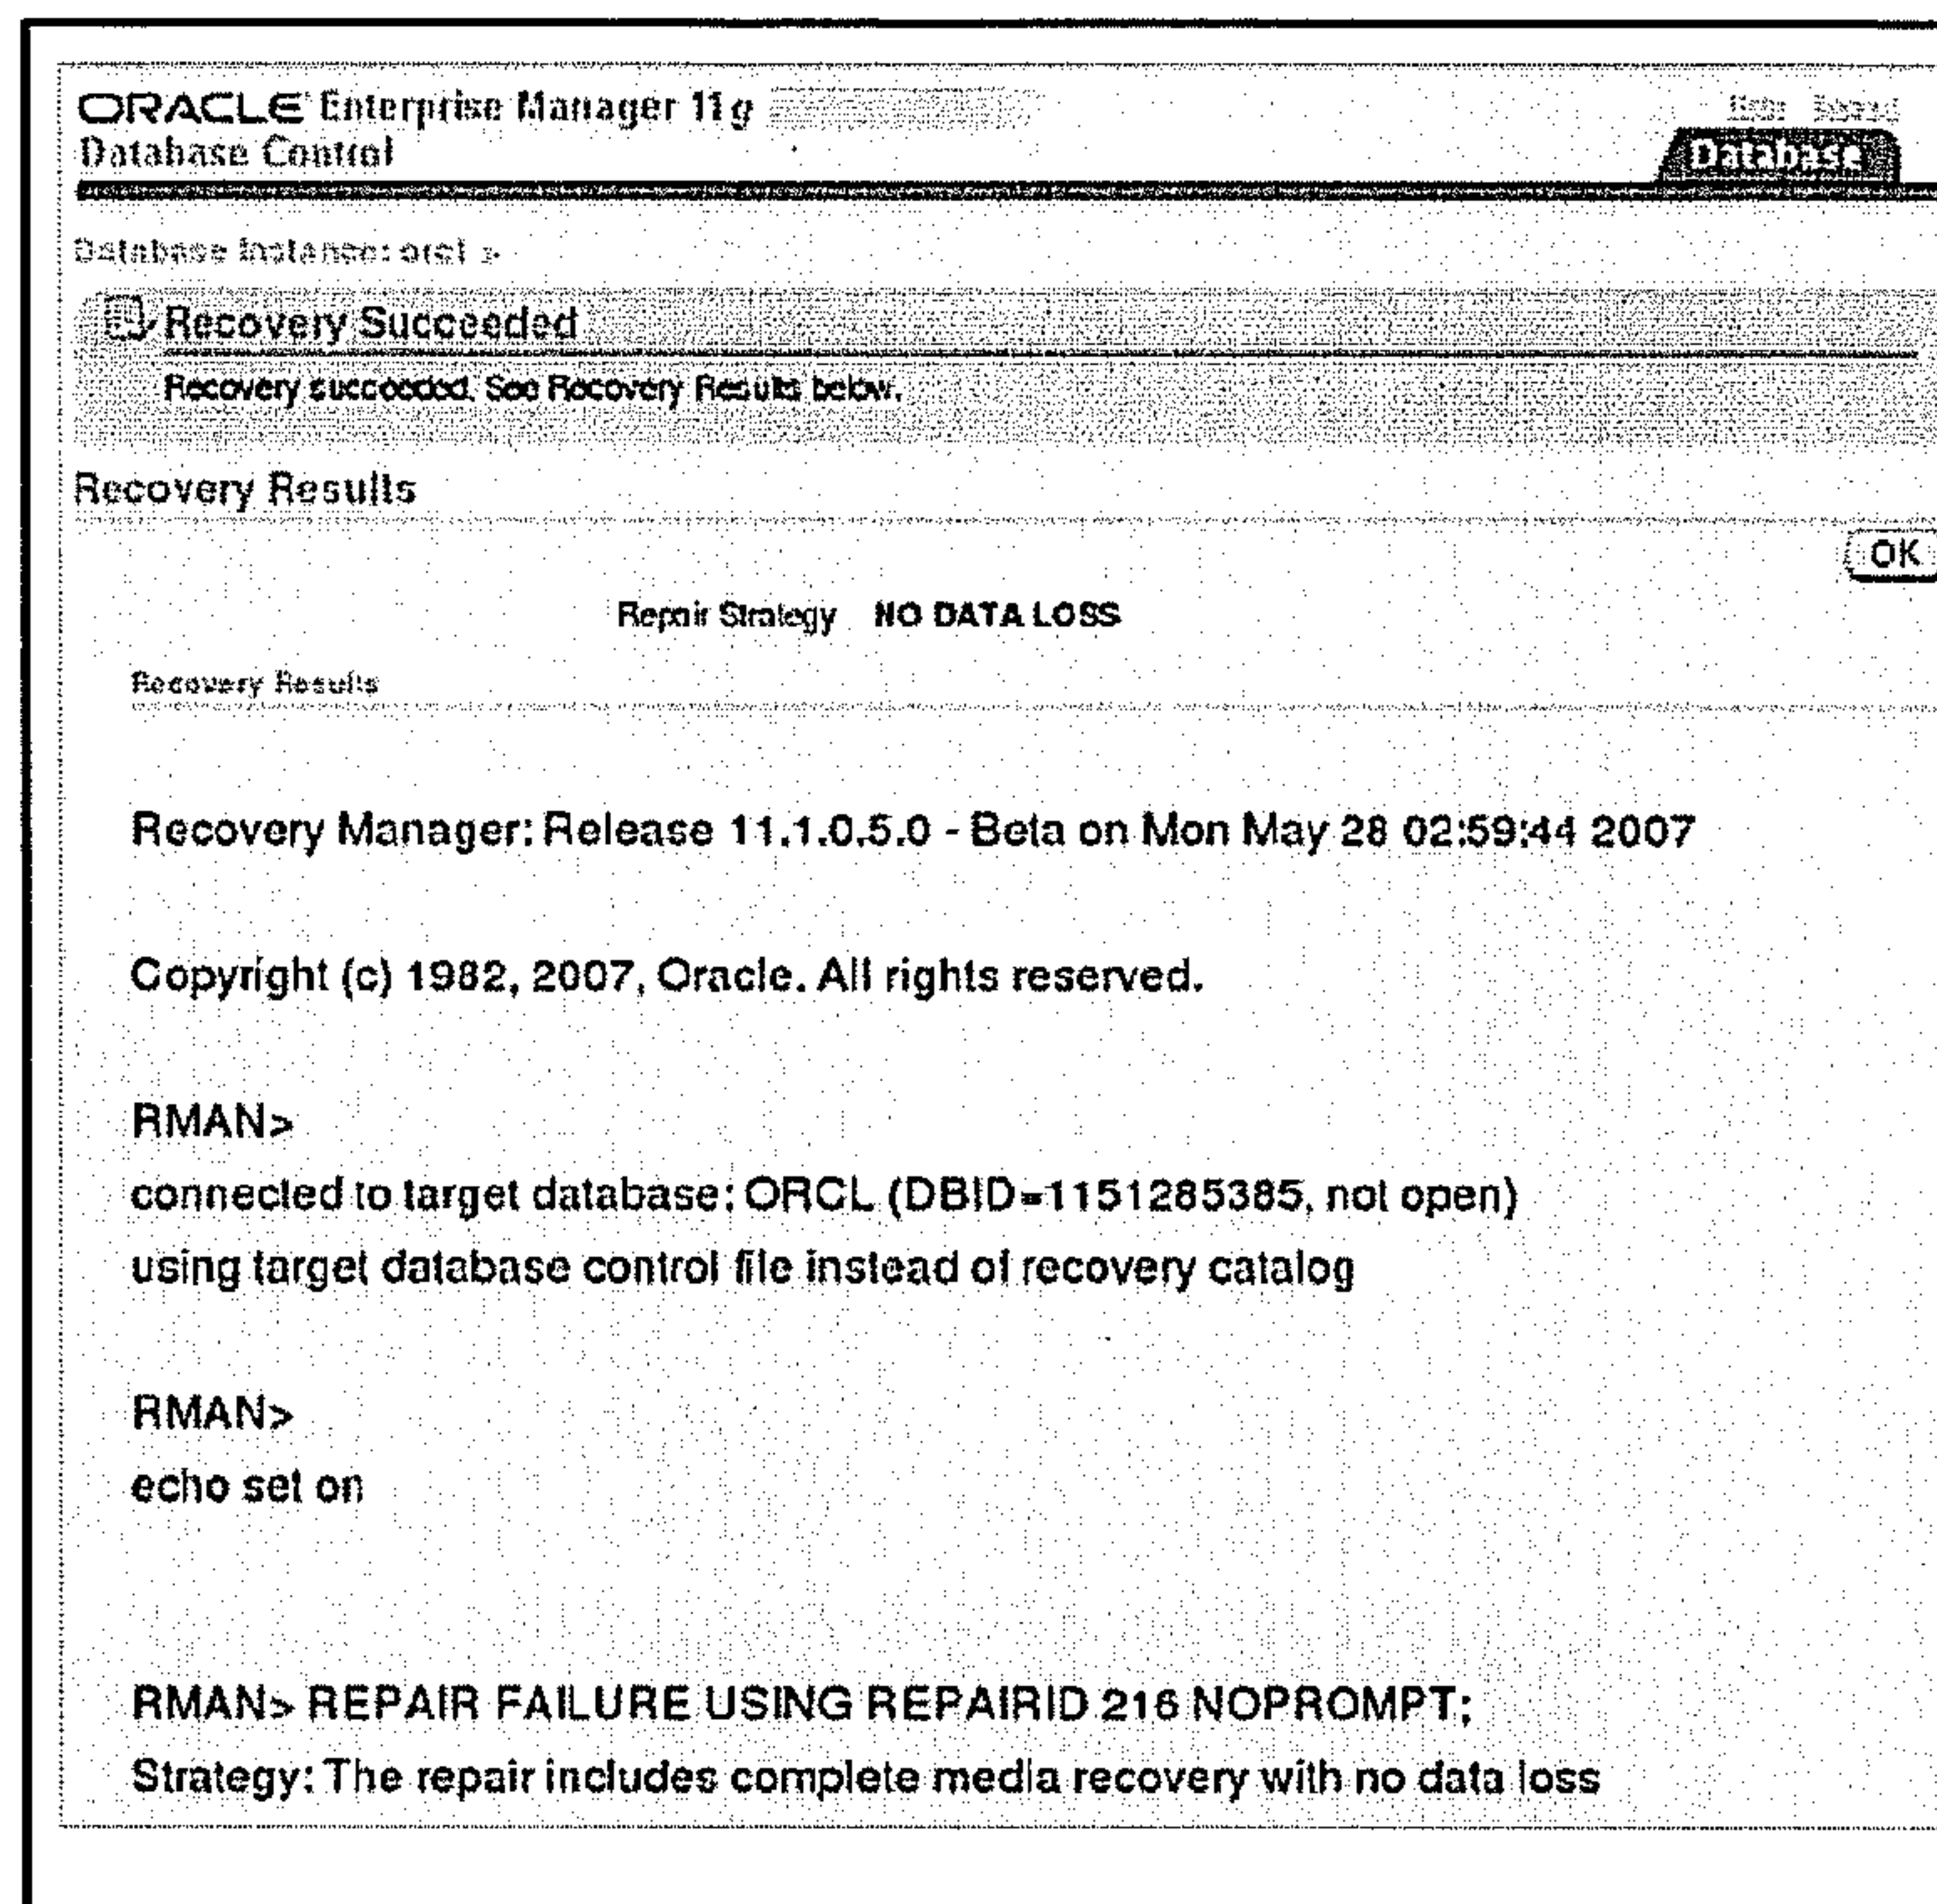 ORACLE Enterprise Manager 11g
Database Control
Database
Database Instance: orcl >
Recovery Succeeded
Recovery succeeded. See Recovery Results below.
Recovery Results
OK
Repair Strategy NO DATA LOSS
Recovery Results
Recovery Manager: Release 11.1.0.5.0 - Beta on Mon May 28 02:59:44 2007
Copyright (c) 1982, 2007, Oracle. All rights reserved.
RMAN>
connected to target database: ORCL (DBID=1151285385, not open)
using target database control file instead of recovery catalog
RMAN>
echo set on
RMAN> REPAIR FAILURE USING REPAIRID 216 NOPROMPT;
Strategy: The repair includes complete media recovery with no data loss